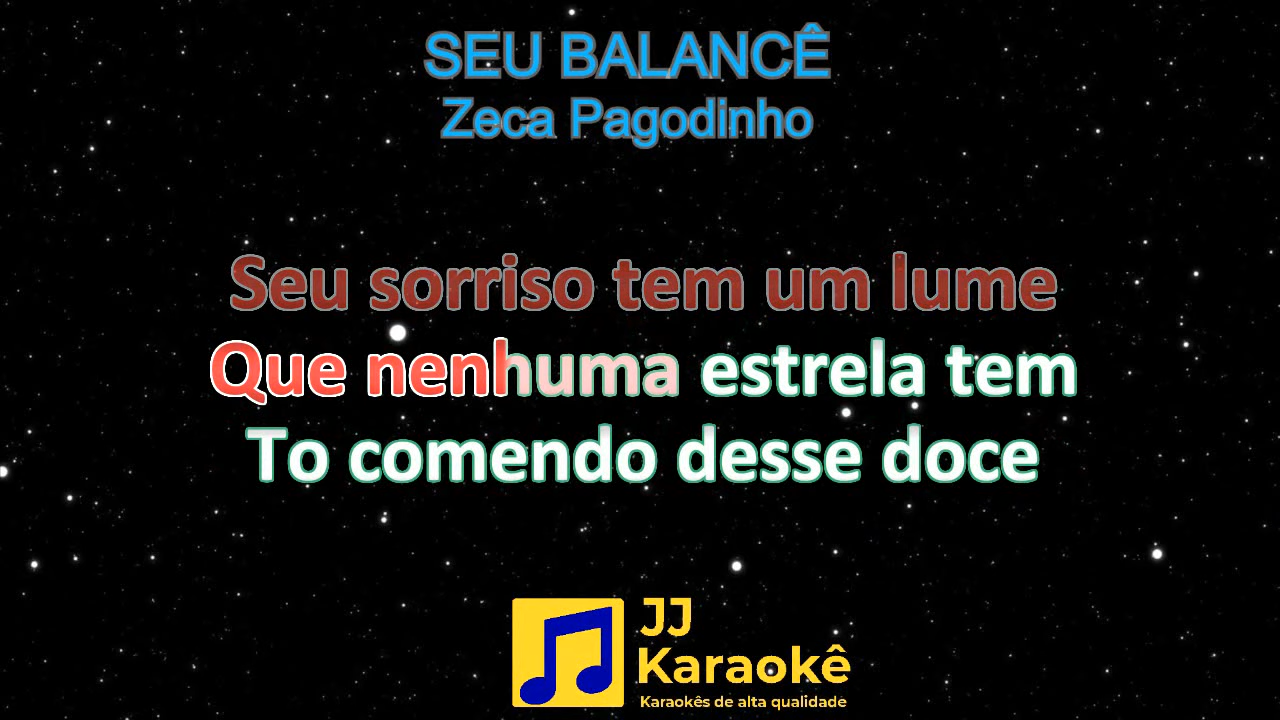 SEU BALANCÊ
Zeca Pagodinho
Seu sorriso tem um lume
Que nenhuma estrela tem
To comendo desse doce
JJ
Karaokê
Karaokês de alta qualidade